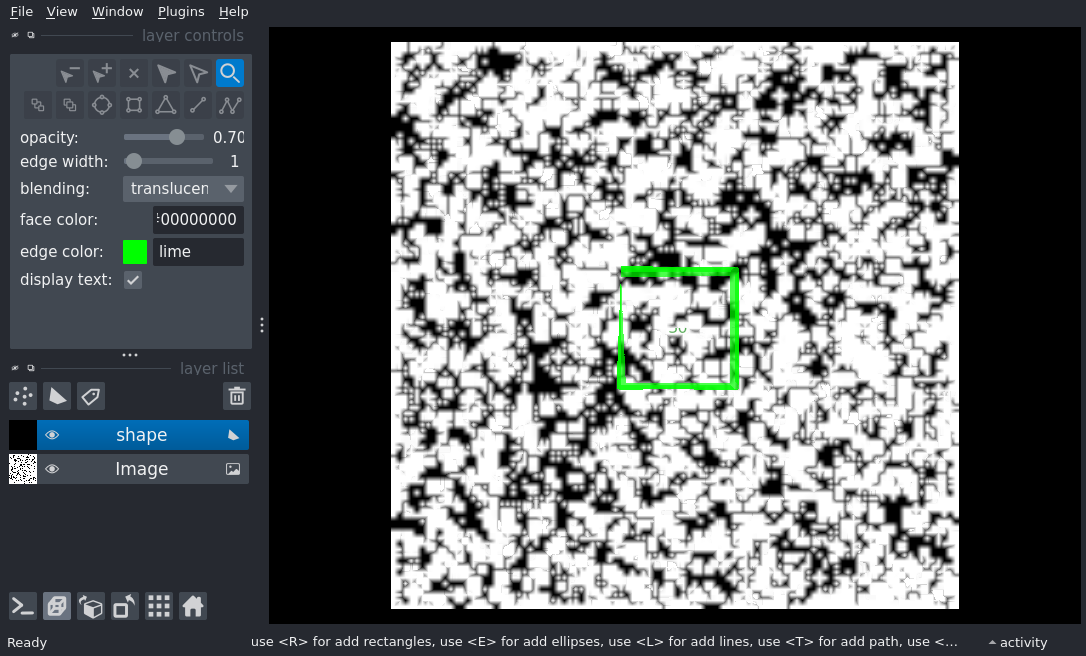 File View Window Plugins Help
layer controls
opacity: 0.70
edge width: 1
blending: translucen
face color: 00000000
edge color: lime
display text:
layer list
shape
Image
Ready use <R> for add rectangles, use <E> for add ellipses, use <L> for add lines, use <T> for add path, use <... activity